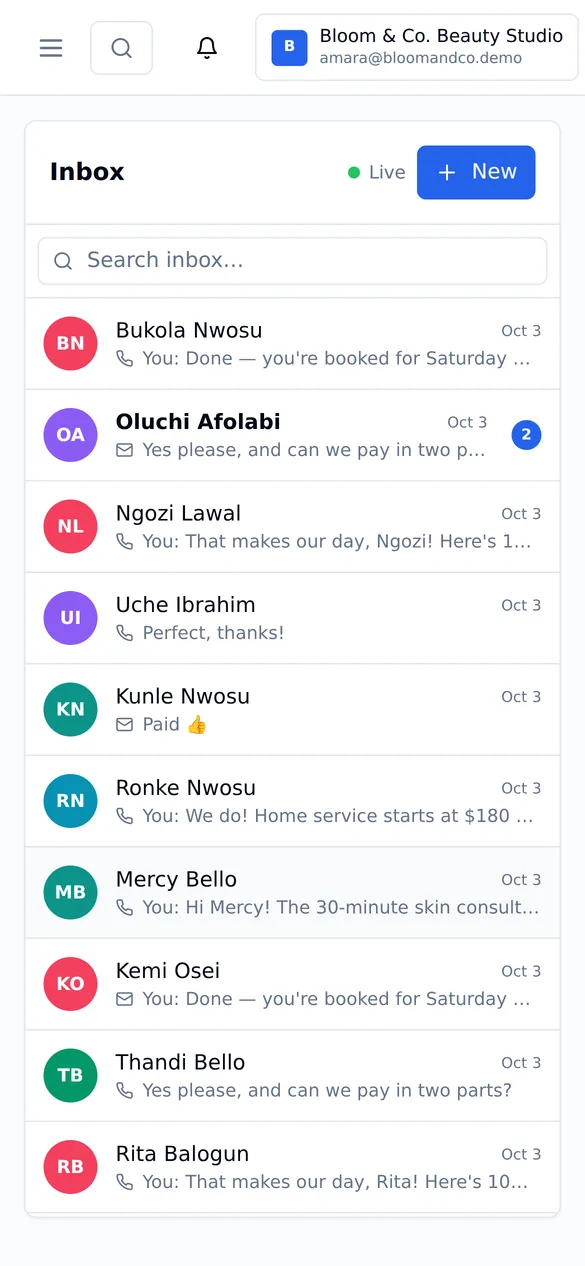 B
Bloom & Co. Beauty Studio
amara@bloomandco.demo
Inbox
Live
+ New
Search inbox...
BN
Bukola Nwosu
Oct 3
You: Done — you're booked for Saturday ...
OA
Oluchi Afolabi
Oct 3
Yes please, and can we pay in two p...
2
NL
Ngozi Lawal
Oct 3
You: That makes our day, Ngozi! Here's 1...
UI
Uche Ibrahim
Oct 3
Perfect, thanks!
KN
Kunle Nwosu
Oct 3
Paid 👍
RN
Ronke Nwosu
Oct 3
You: We do! Home service starts at $180 ...
MB
Mercy Bello
Oct 3
You: Hi Mercy! The 30-minute skin consult...
KO
Kemi Osei
Oct 3
You: Done — you're booked for Saturday ...
TB
Thandi Bello
Oct 3
Yes please, and can we pay in two parts?
RB
Rita Balogun
Oct 3
You: That makes our day, Rita! Here's 10...